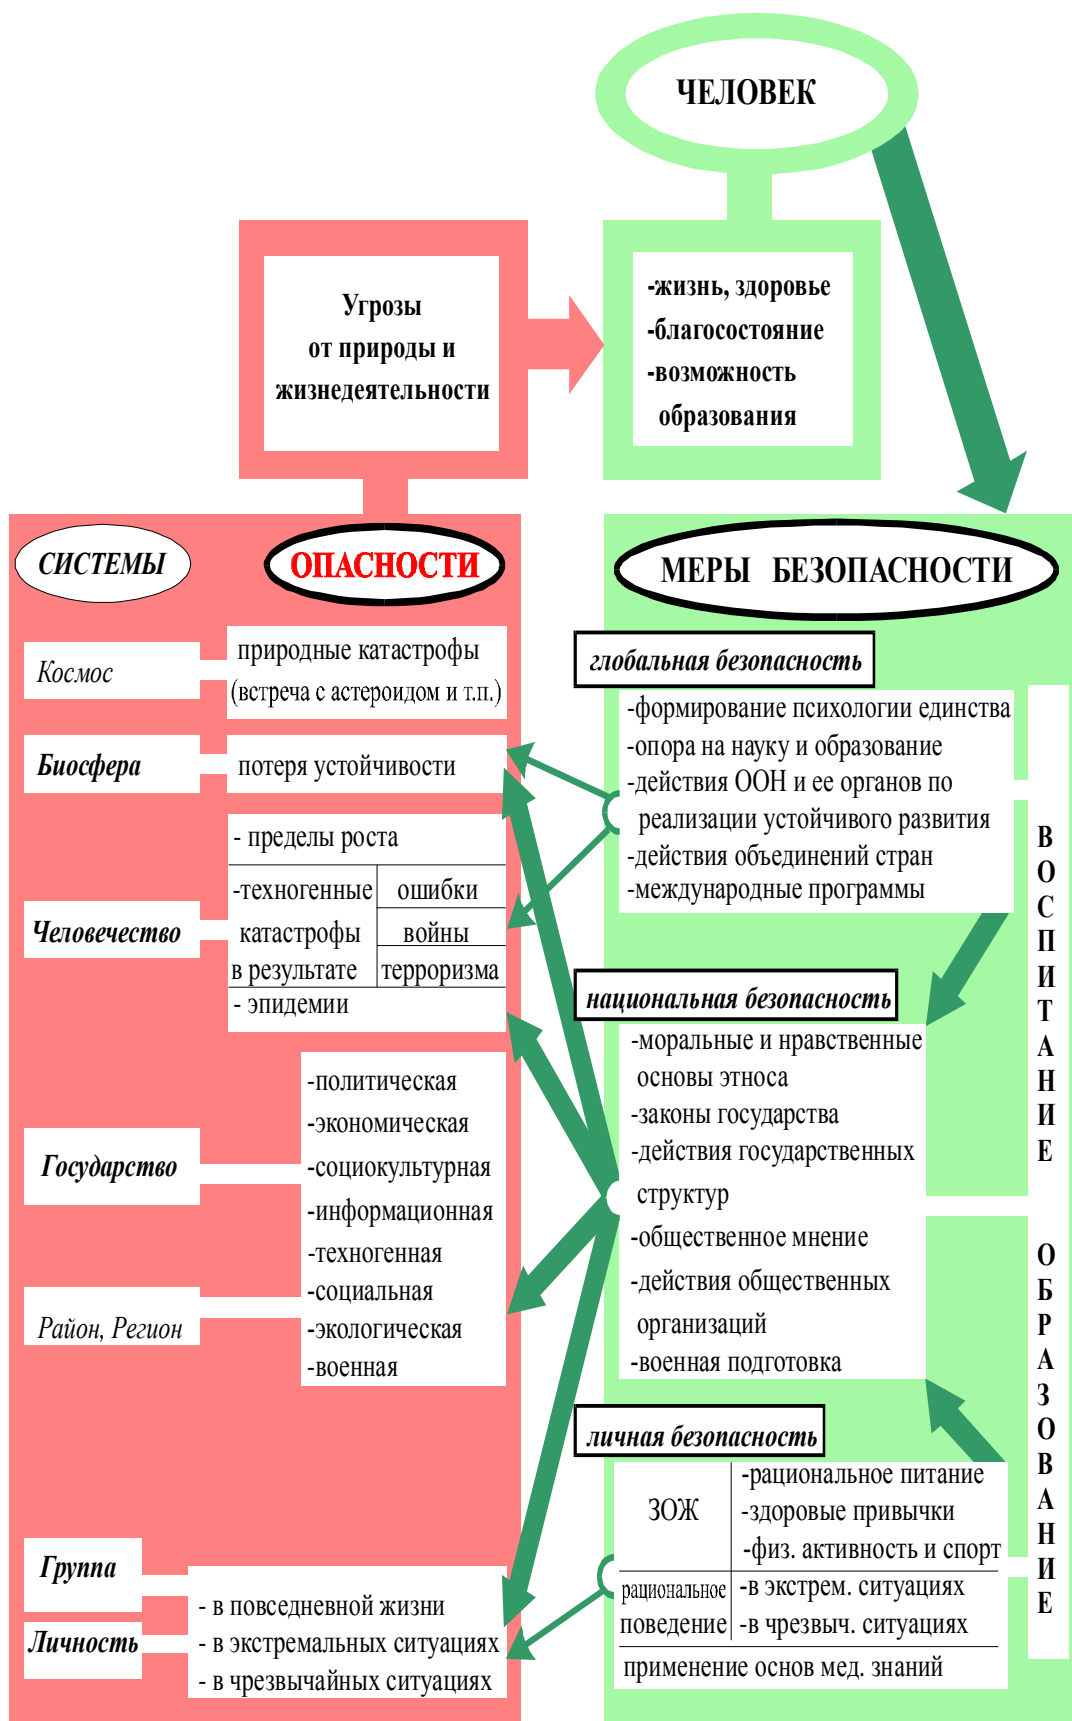 ЧЕЛОВЕК
Угрозы
от природы и
жизнедеятельности
-жизнь, здоровье
-благосостояние
-возможность
образования
СИСТЕМЫ
ОПАСНОСТИ
Космос
природные катастрофы
(встреча с астероидом и т.п.)
Биосфера
потеря устойчивости
Человечество
- пределы роста
-техногенные
катастрофы
в результате
ошибки
войны
терроризма
- эпидемии
Государство
Район, Регион
-политическая
-экономическая
-социокультурная
-информационная
-техногенная
-социальная
-экологическая
-военная
Группа
Личность
- в повседневной жизни
- в экстремальных ситуациях
- в чрезвычайных ситуациях
МЕРЫ БЕЗОПАСНОСТИ
глобальная безопасность
-формирование психологии единства
-опора на науку и образование
-действия ООН и ее органов по
реализации устойчивого развития
-действия объединений стран
-международные программы
национальная безопасность
-моральные и нравственные
основы этноса
-законы государства
-действия государственных
структур
-общественное мнение
-действия общественных
организаций
-военная подготовка
личная безопасность
ЗОЖ
-рациональное питание
-здоровые привычки
-физ. активность и спорт
рациональное
поведение
-в экстрем. ситуациях
-в чрезвыч. ситуациях
применение основ мед. знаний
ВОСПИТАНИЕ
ОБРАЗОВАНИЕ